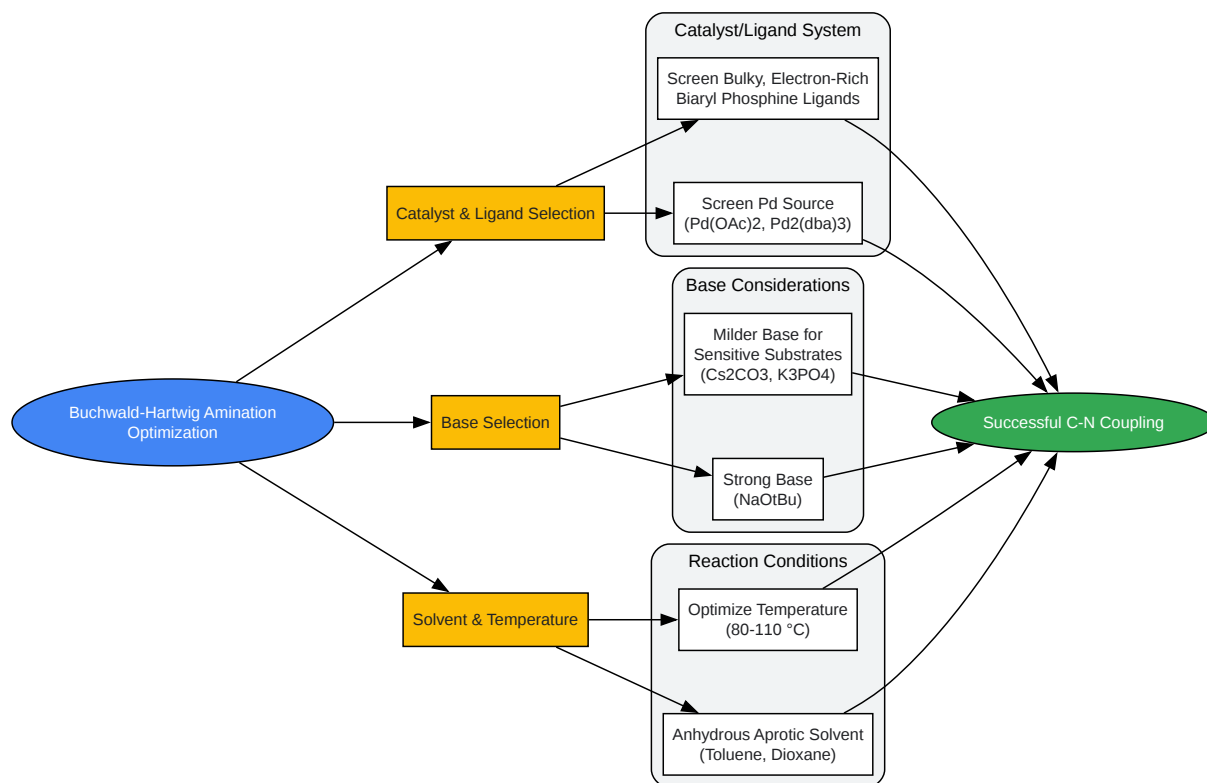 Buchwald-Hartwig Amination
Optimization
Catalyst & Ligand Selection
Base Selection
Solvent & Temperature
Catalyst/Ligand System
Screen Bulky, Electron-Rich
Biaryl Phosphine Ligands
Screen Pd Source
(Pd(OAc)2, Pd2(dba)3)
Base Considerations
Milder Base for
Sensitive Substrates
(Cs2CO3, K3PO4)
Strong Base
(NaOtBu)
Reaction Conditions
Optimize Temperature
(80-110 °C)
Anhydrous Aprotic Solvent
(Toluene, Dioxane)
Successful C-N Coupling